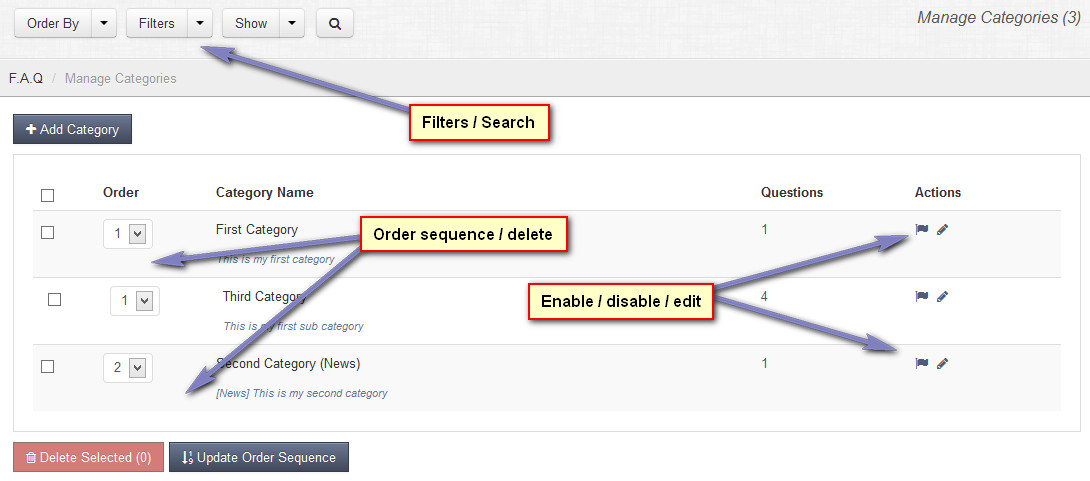 Order By Filters Show Manage Categories (3)
F.A.Q / Manage Categories
Filters / Search
Add Category
Order Category Name Questions Actions
1 First Category 1
This is my first category
Order sequence / delete
Enable / disable / edit
1 Third Category 4
This is my first sub category
2 Second Category (News) 1
[News] This is my second category
Delete Selected (0) Update Order Sequence